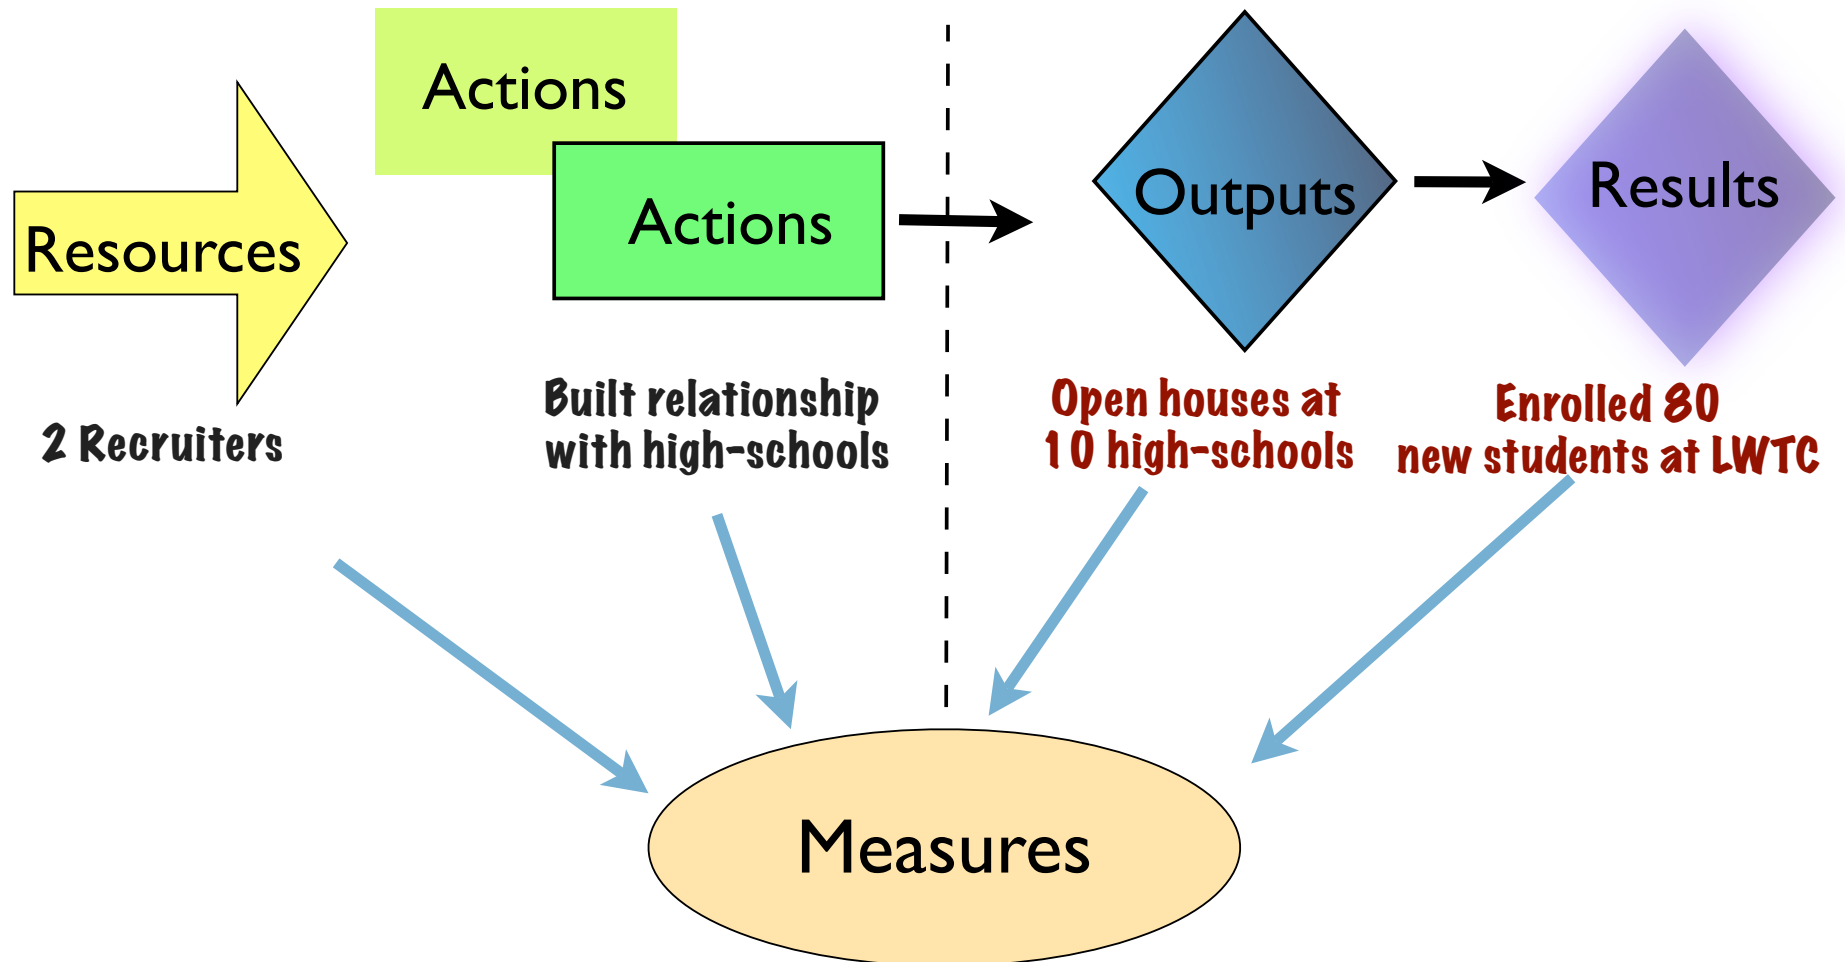 Actions
Actions
Resources
Outputs
Results
2 Recruiters
Built relationship
with high-schools
Open houses at
10 high-schools
Enrolled 80
new students at LWTC
Measures